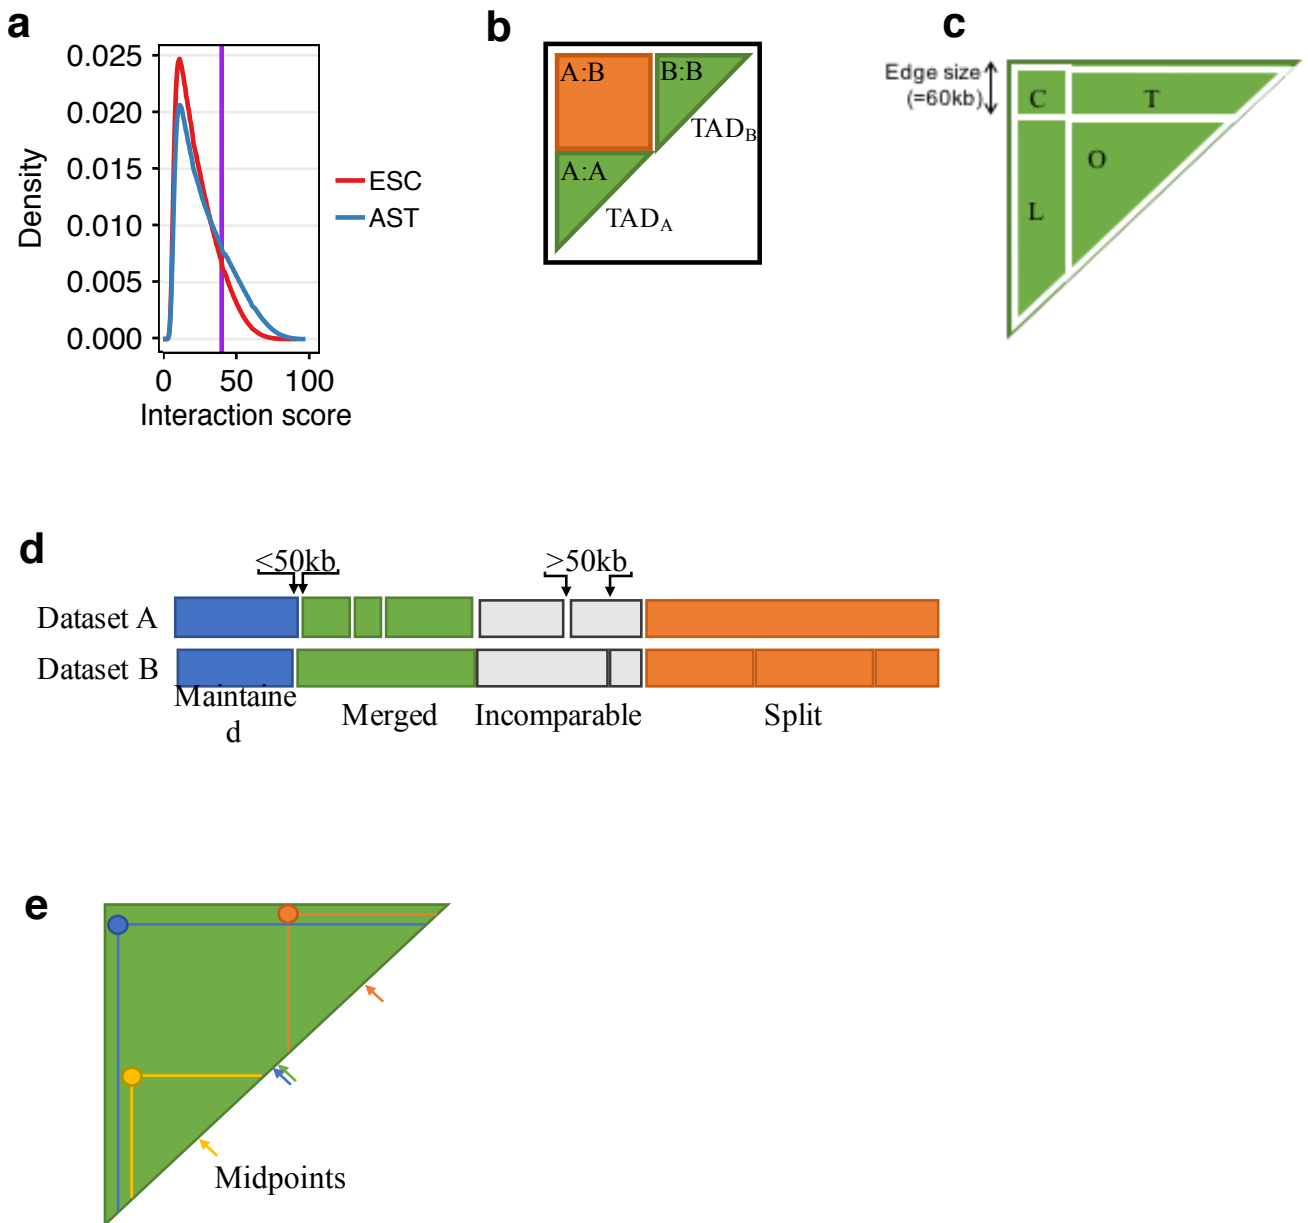 a
0.025
0.020
0.015
0.010
0.005
0.000
Density
0 50 100
Interaction score
ESC
AST
b
A:B
B:B
TADB
A:A
TADA
c
Edge size
(=60kb)
C
T
O
L
d
<50kb
>50kb
Dataset A
Dataset B
Maintaine
d
Merged
Incomparable
Split
e
Midpoints